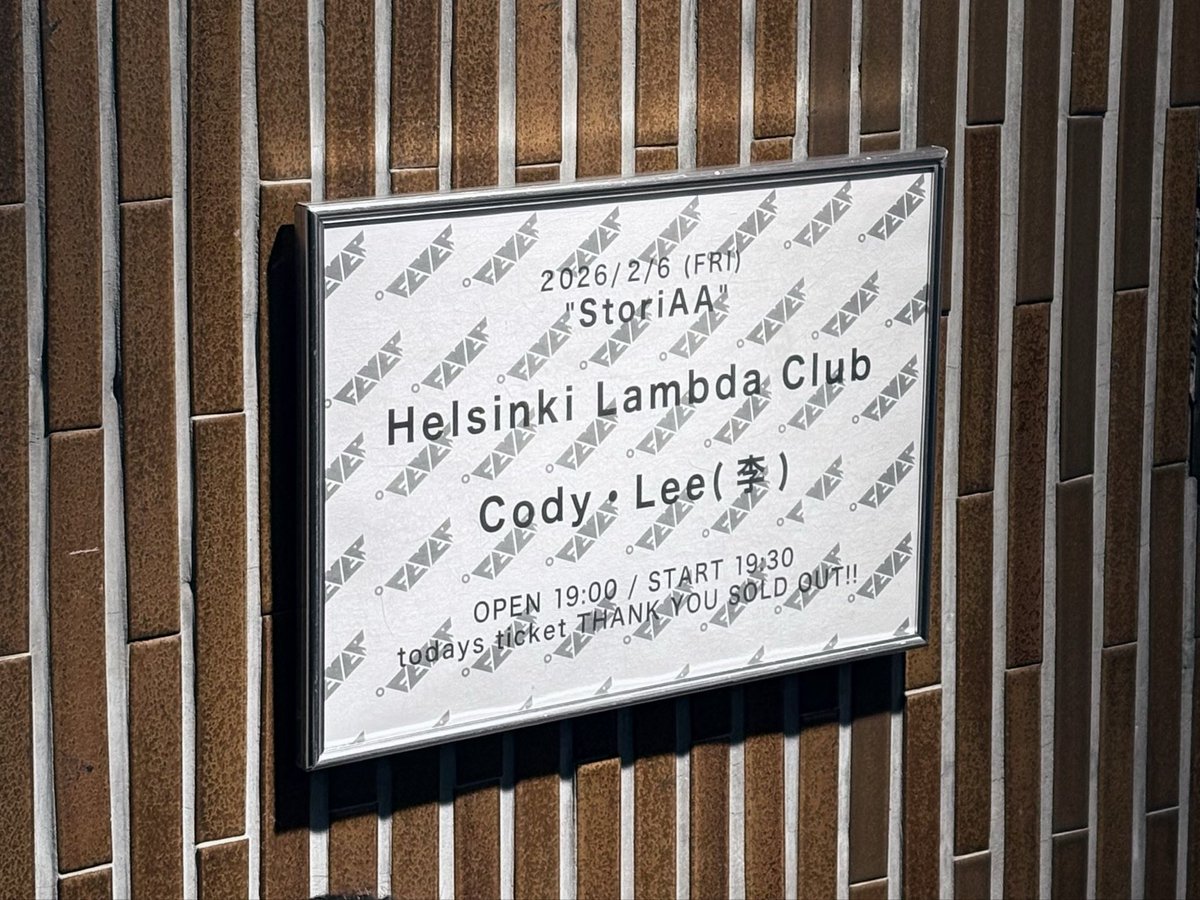 2026/2/6 (FRI)
"StoriAA"
Helsinki Lambda Club
Cody・Lee(李)
OPEN 19:00 / START 19:30
todays ticket THANK YOU SOLD OUT!!
FEVER